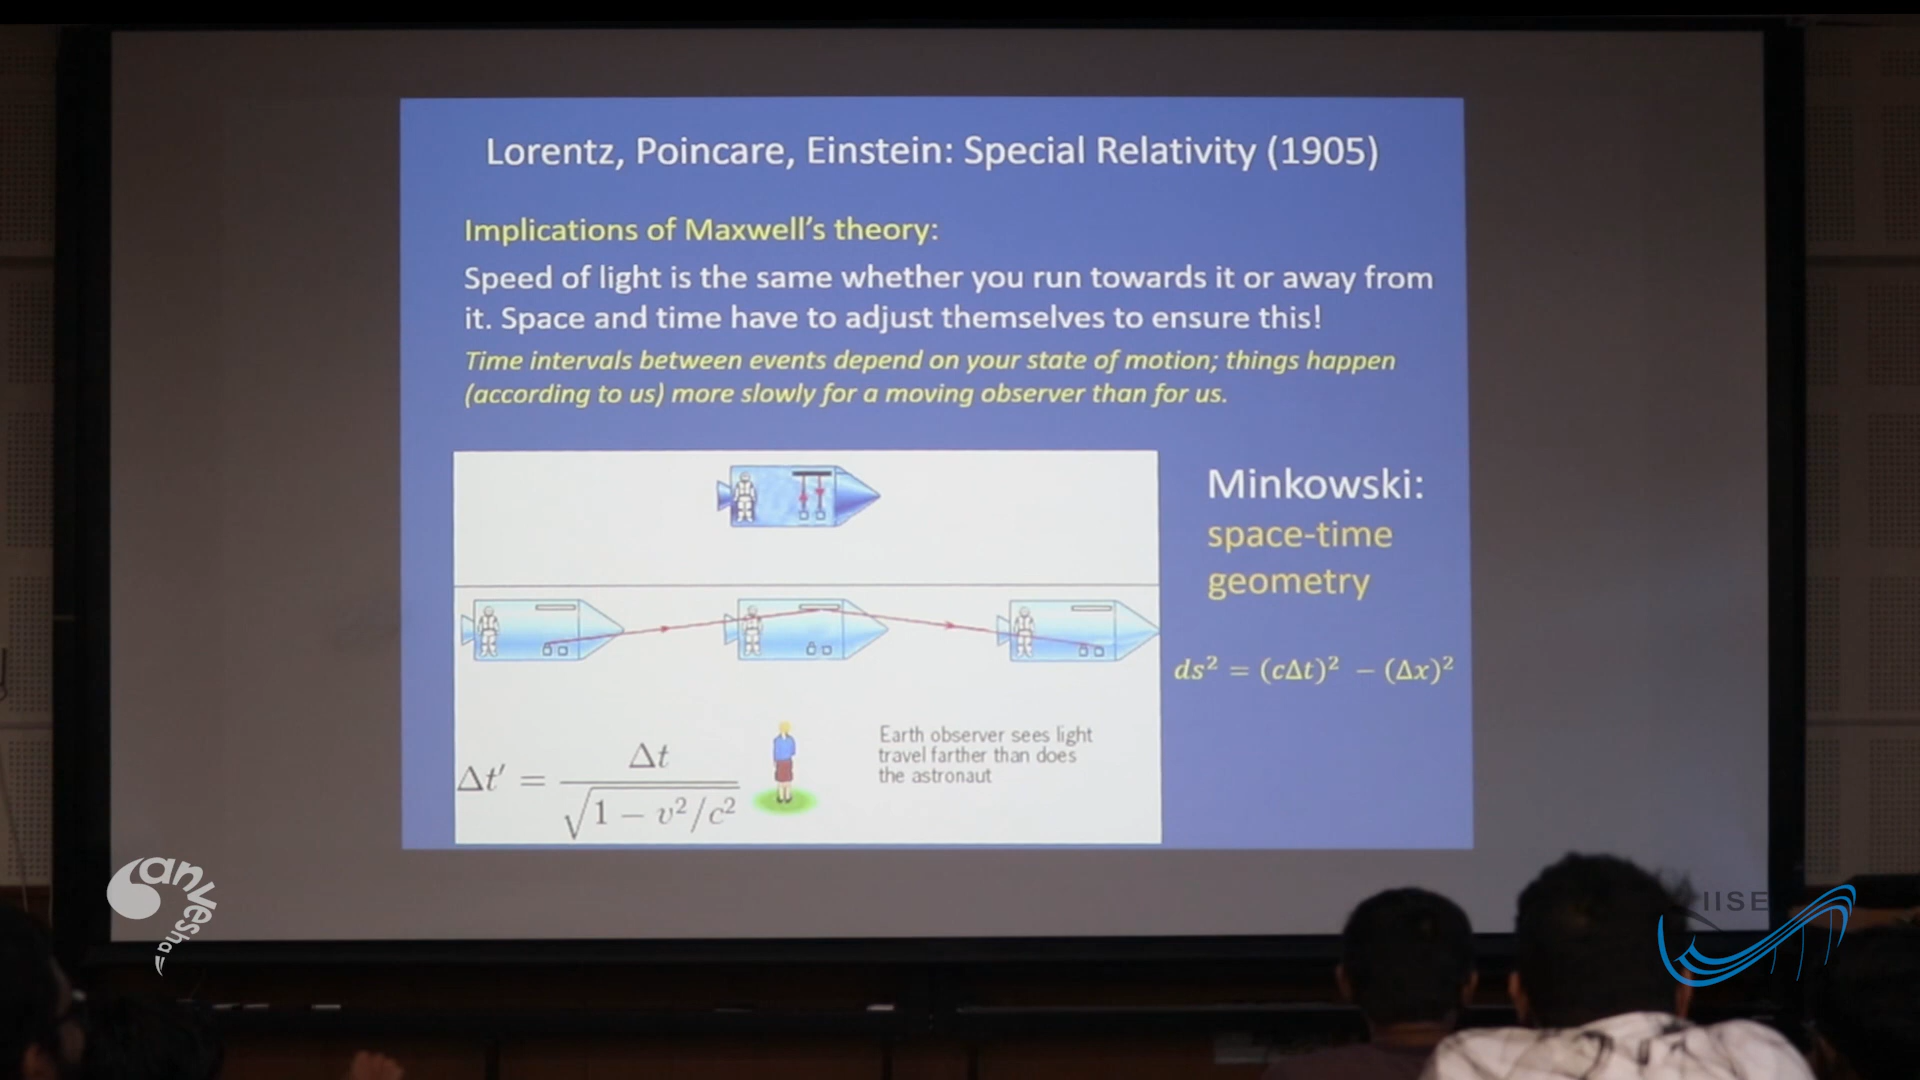 Lorentz, Poincare, Einstein: Special Relativity (1905)
Implications of Maxwell's theory:
Speed of light is the same whether you run towards it or away from
it. Space and time have to adjust themselves to ensure this!
Time intervals between events depend on your state of motion; things happen
(according to us) more slowly for a moving observer than for us.
Minkowski:
space-time
geometry
ds² = (cΔt)² − (Δx)²
Earth observer sees light
travel farther than does
the astronaut
Δt′ = Δt / √1 − v²/c²
anvesha
IISE